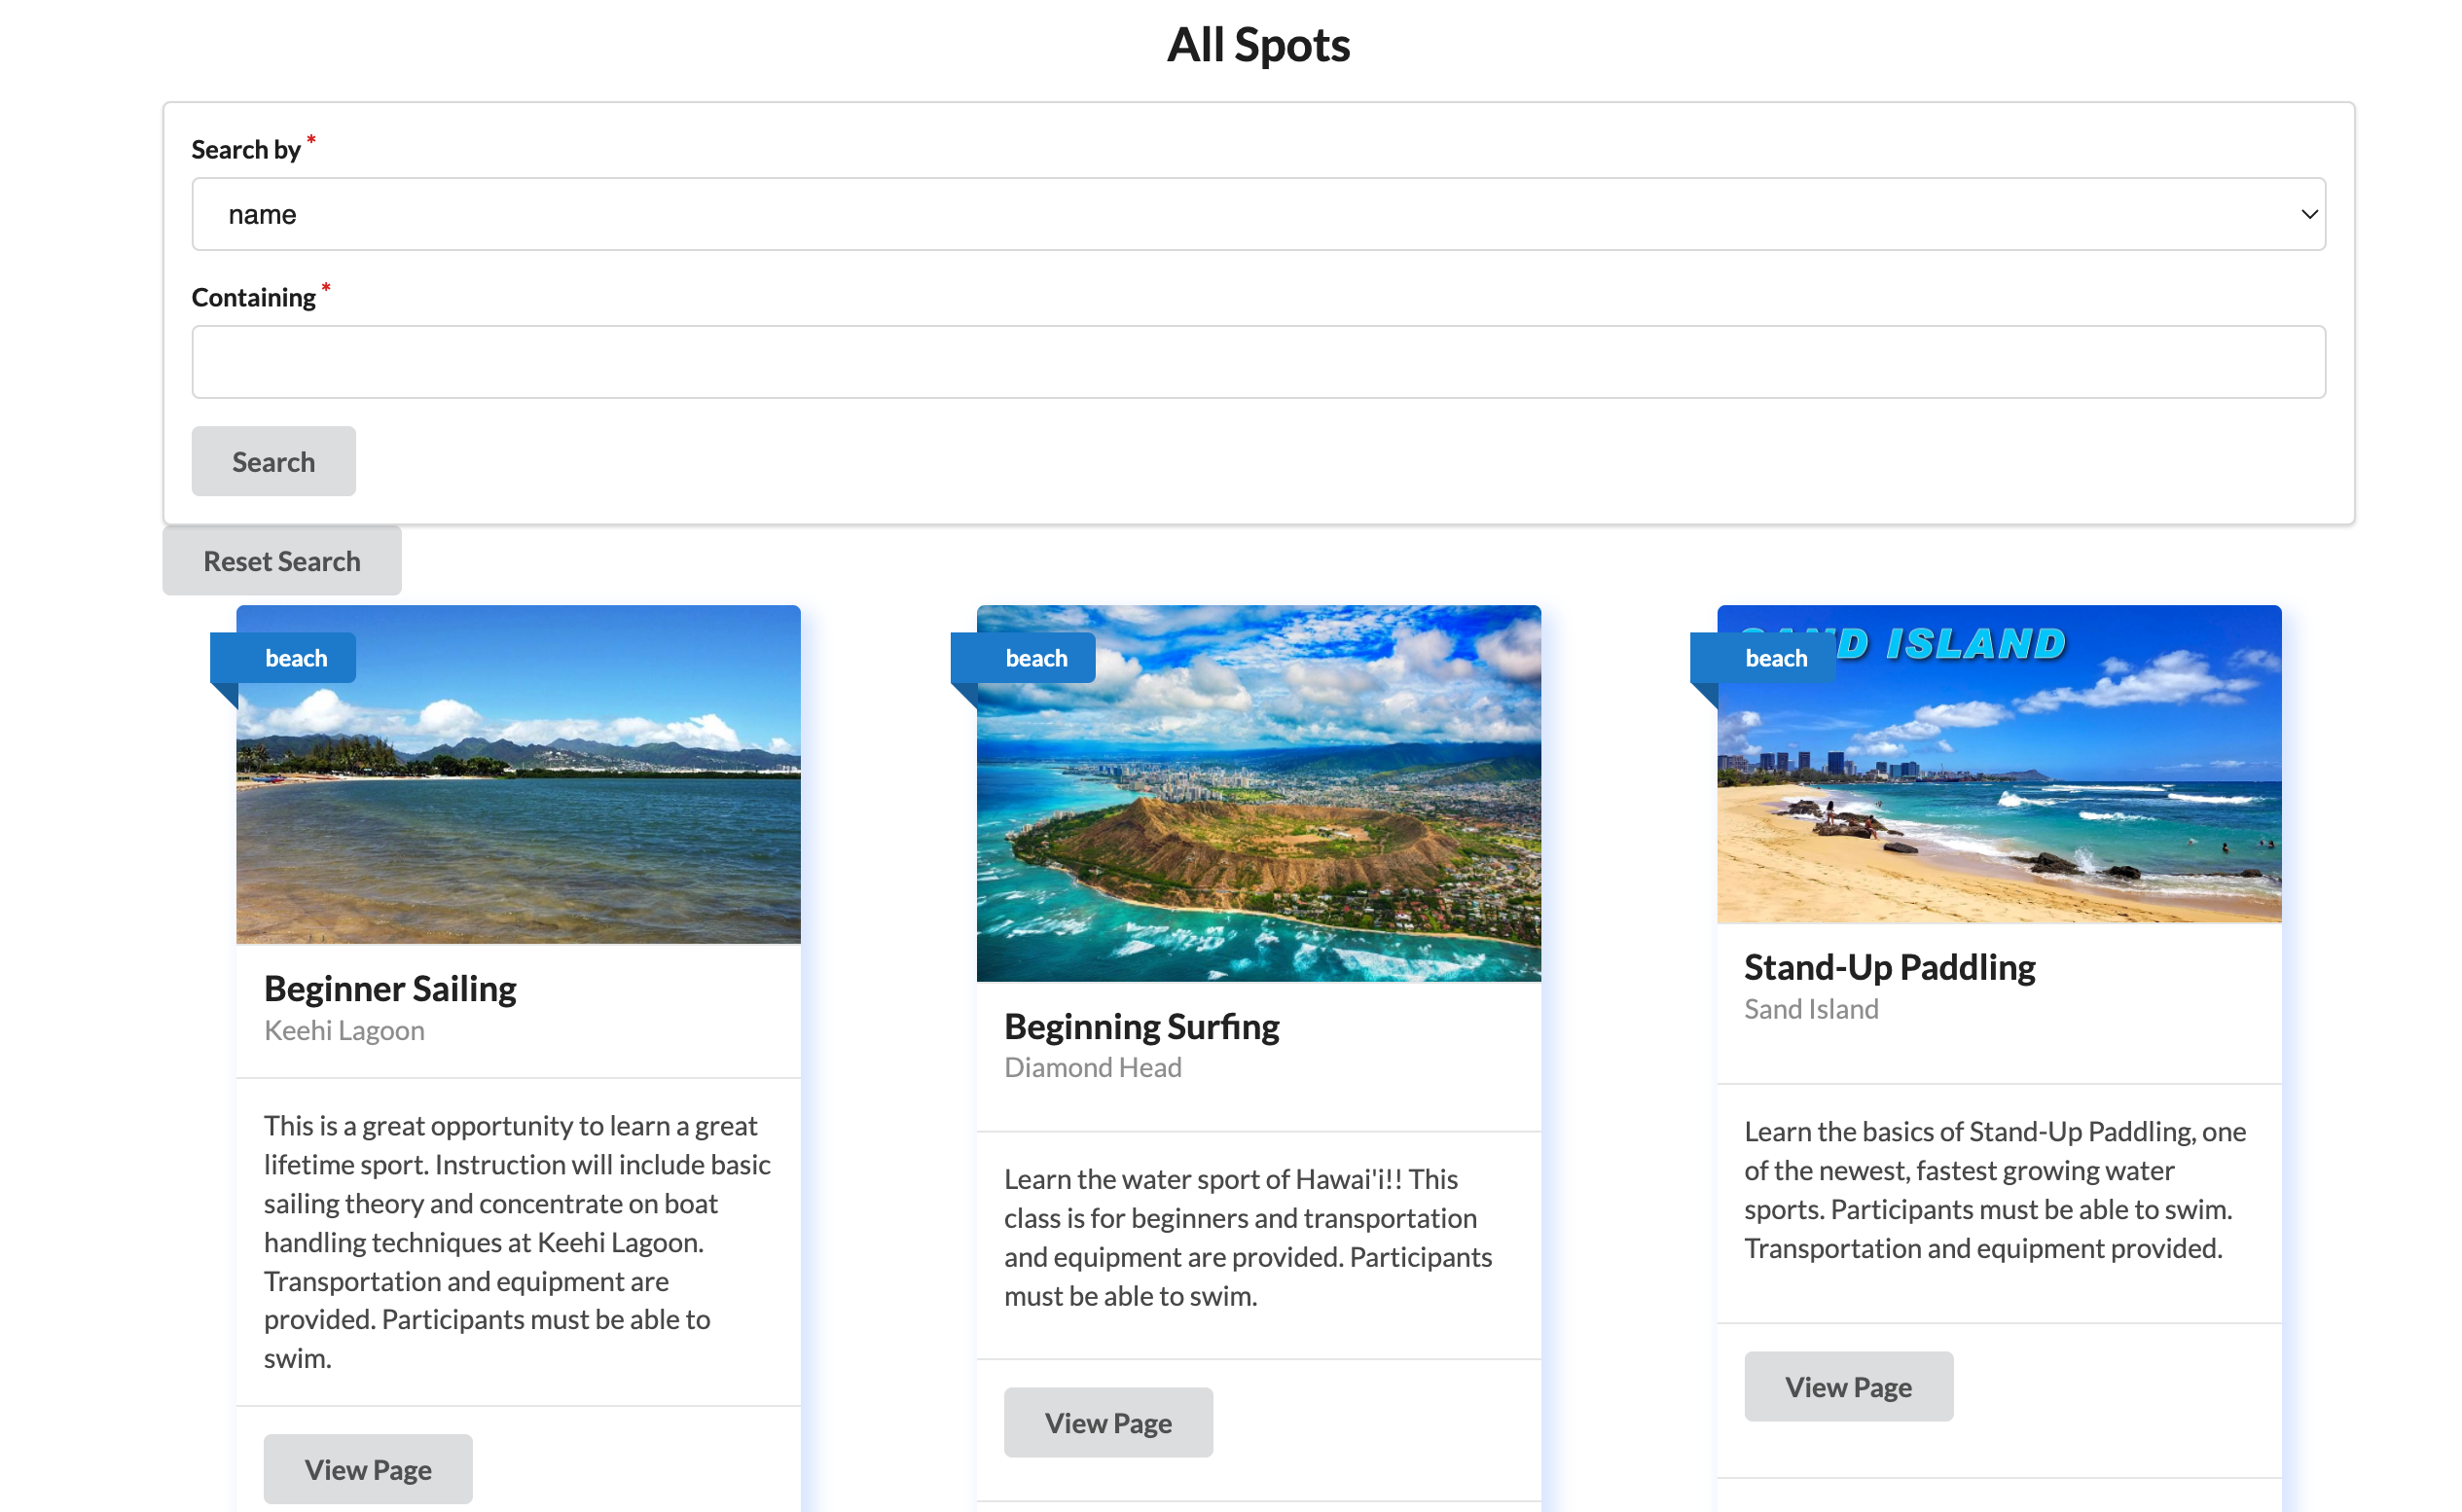 All Spots
Search by *
name
Containing *
Search
Reset Search
beach
Beginner Sailing
Keehi Lagoon
This is a great opportunity to learn a great
lifetime sport. Instruction will include basic
sailing theory and concentrate on boat
handling techniques at Keehi Lagoon.
Transportation and equipment are
provided. Participants must be able to
swim.
View Page
beach
Beginning Surfing
Diamond Head
Learn the water sport of Hawai'i!! This
class is for beginners and transportation
and equipment are provided. Participants
must be able to swim.
View Page
beach
SAND ISLAND
Stand-Up Paddling
Sand Island
Learn the basics of Stand-Up Paddling, one
of the newest, fastest growing water
sports. Participants must be able to swim.
Transportation and equipment provided.
View Page